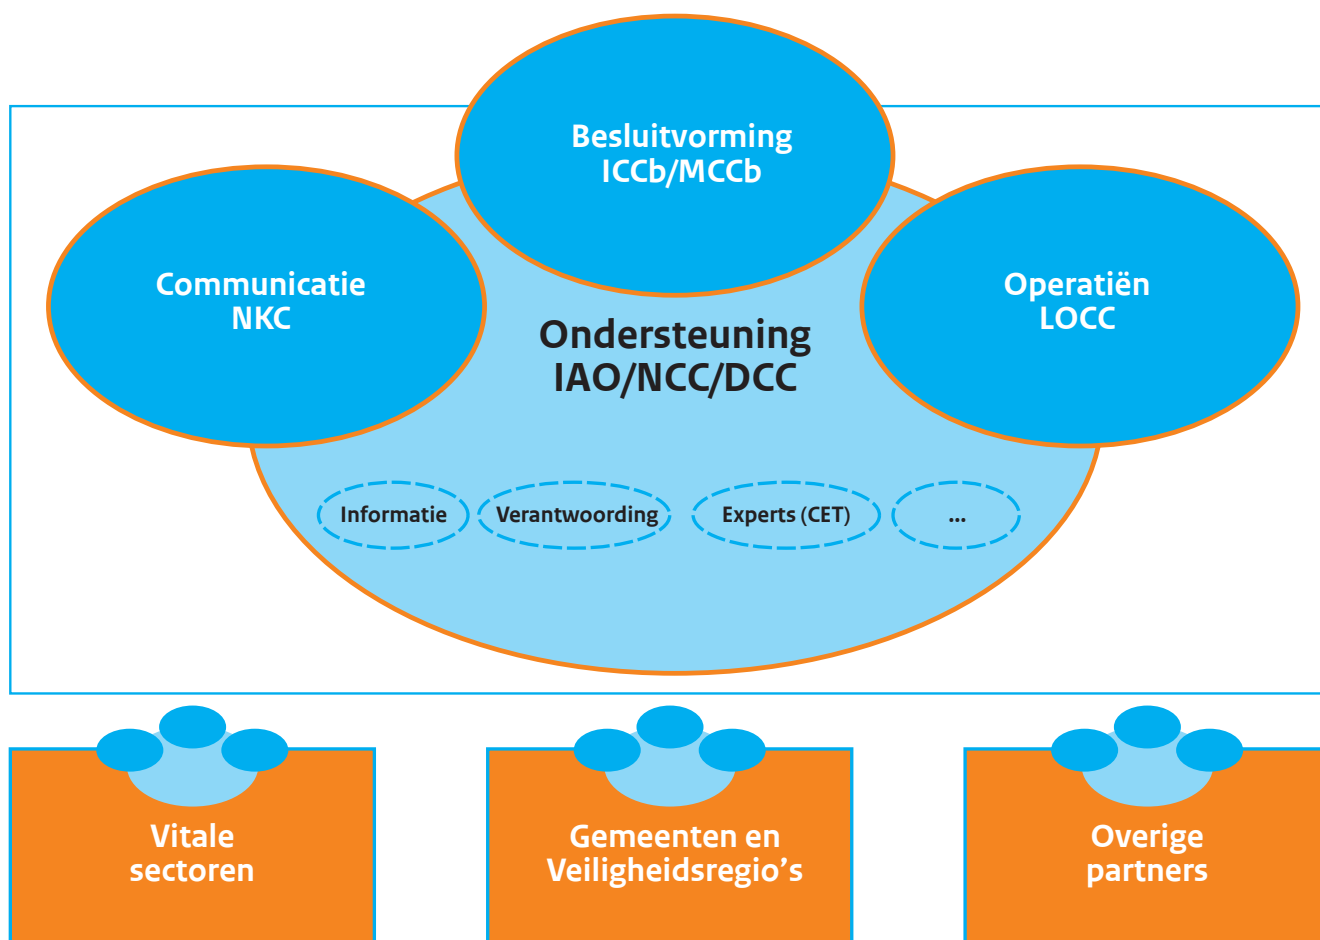 Besluitvorming
ICCb/MCCb
Communicatie
NKC
Operatiën
LOCC
Ondersteuning
IAO/NCC/DCC
Informatie
Verantwoording
Experts (CET)
...
Vitale
sectoren
Gemeenten en
Veiligheidsregio's
Overige
partners